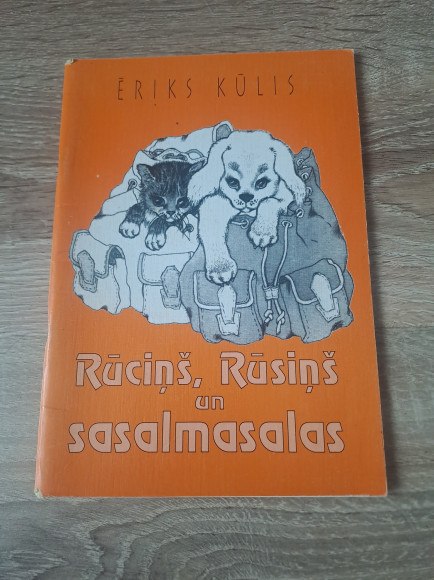 ĒRIKS KŪLIS
Rūciņš, Rūsiņš
un
sasalmasalas